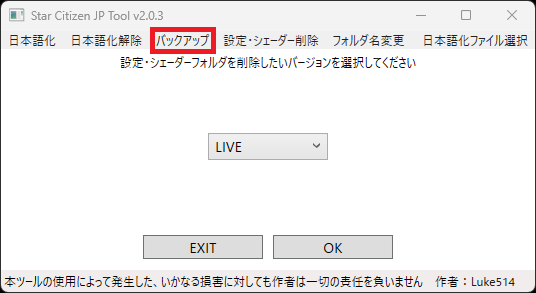 Star Citizen JP Tool v2.0.3
日本語化 日本語化解除 バックアップ 設定・シェーダー削除 フォルダ名変更 日本語化ファイル選択
設定・シェーダーフォルダを削除したいバージョンを選択してください
LIVE
EXIT OK
本ツールの使用によって発生した、いかなる損害に対しても作者は一切の責任を負いません 作者：Luke514